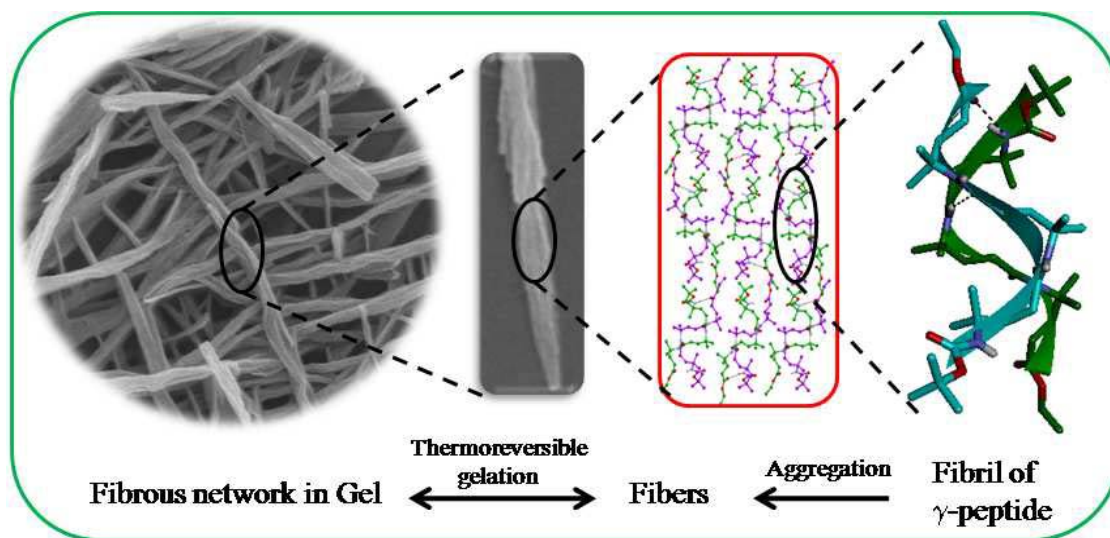 Thermoreversible
gelation
Aggregation
Fibrous network in Gel
Fibers
Fibril of
γ-peptide